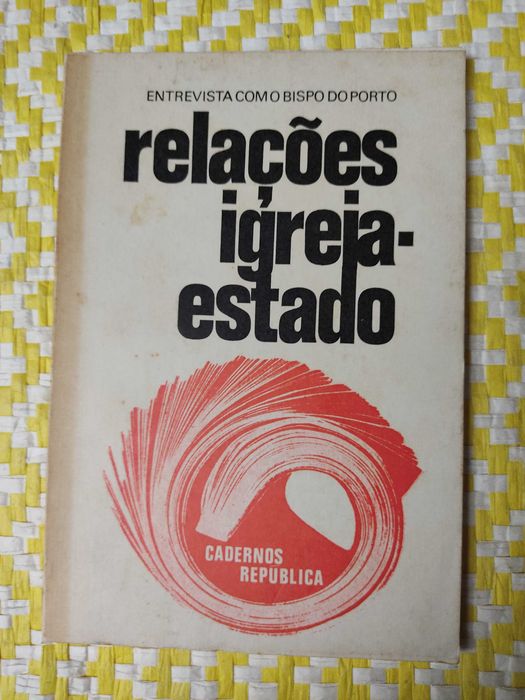 ENTREVISTA COM O BISPO DO PORTO
relações
igreja-
estado
CADERNOS
REPUBLICA